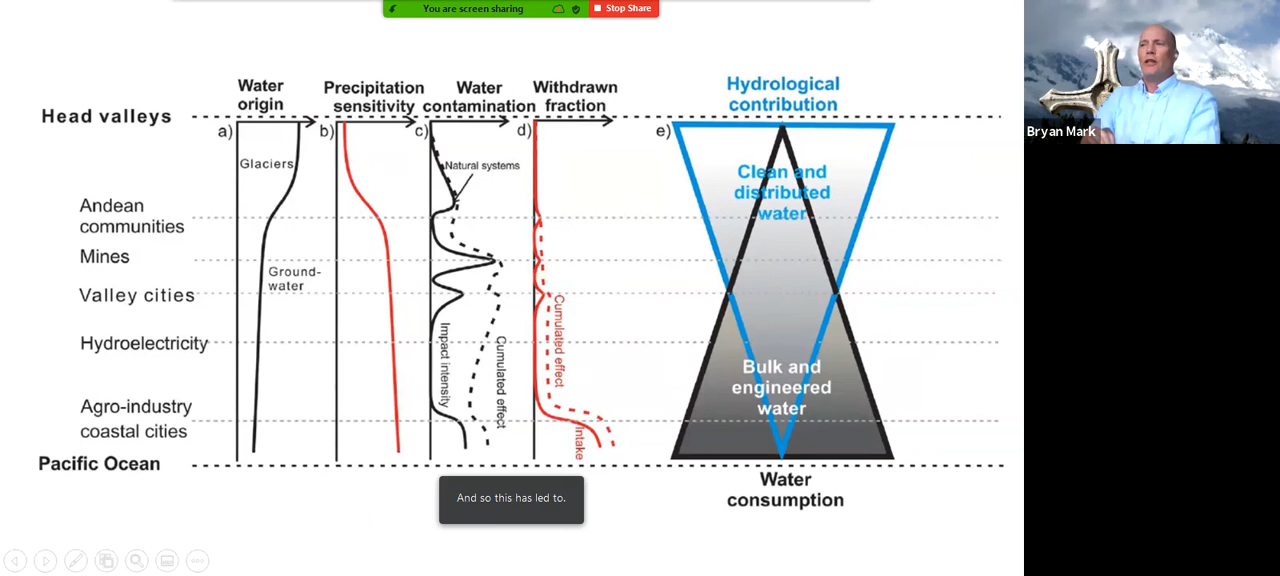 You are screen sharing
Stop Share
Bryan Mark
Water
origin
Precipitation
sensitivity
Water
contamination
Withdrawn
fraction
Hydrological
contribution
Head valleys
a)
b)
c)
d)
e)
Glaciers
Natural systems
Clean and
distributed
water
Andean
communities
Mines
Ground-
water
Valley cities
Hydroelectricity
Impact intensity
Cumulated effect
Cumulated effect
Intake
Bulk and
engineered
water
Agro-industry
coastal cities
Pacific Ocean
Water
consumption
And so this has led to.